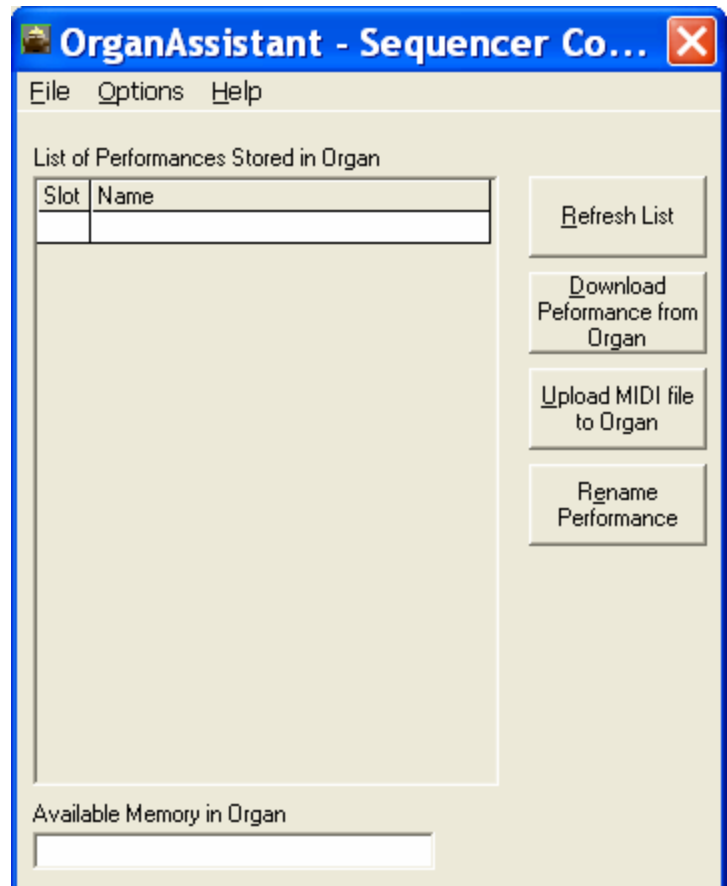 OrganAssistant - Sequencer Co...
File Options Help
List of Performances Stored in Organ
Slot Name
Refresh List
Download
Peformance from
Organ
Upload MIDI file
to Organ
Rename
Performance
Available Memory in Organ